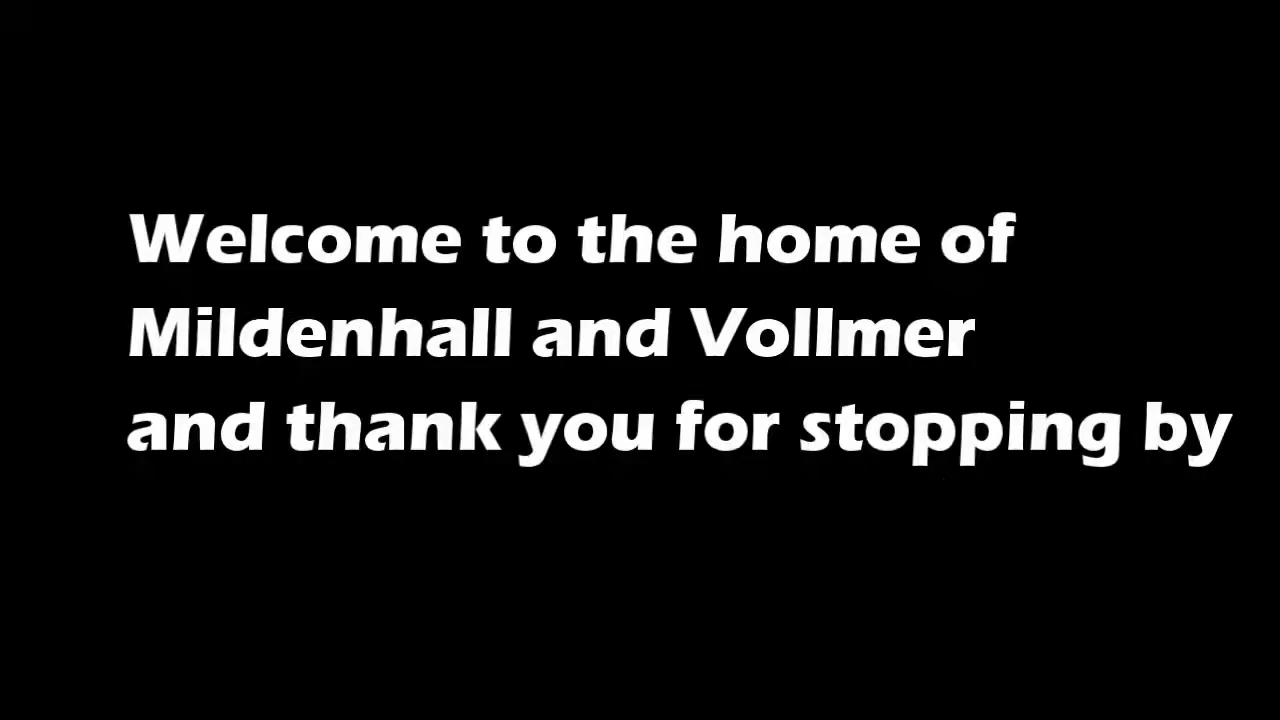 Welcome to the home of
Mildenhall and Vollmer
and thank you for stopping by